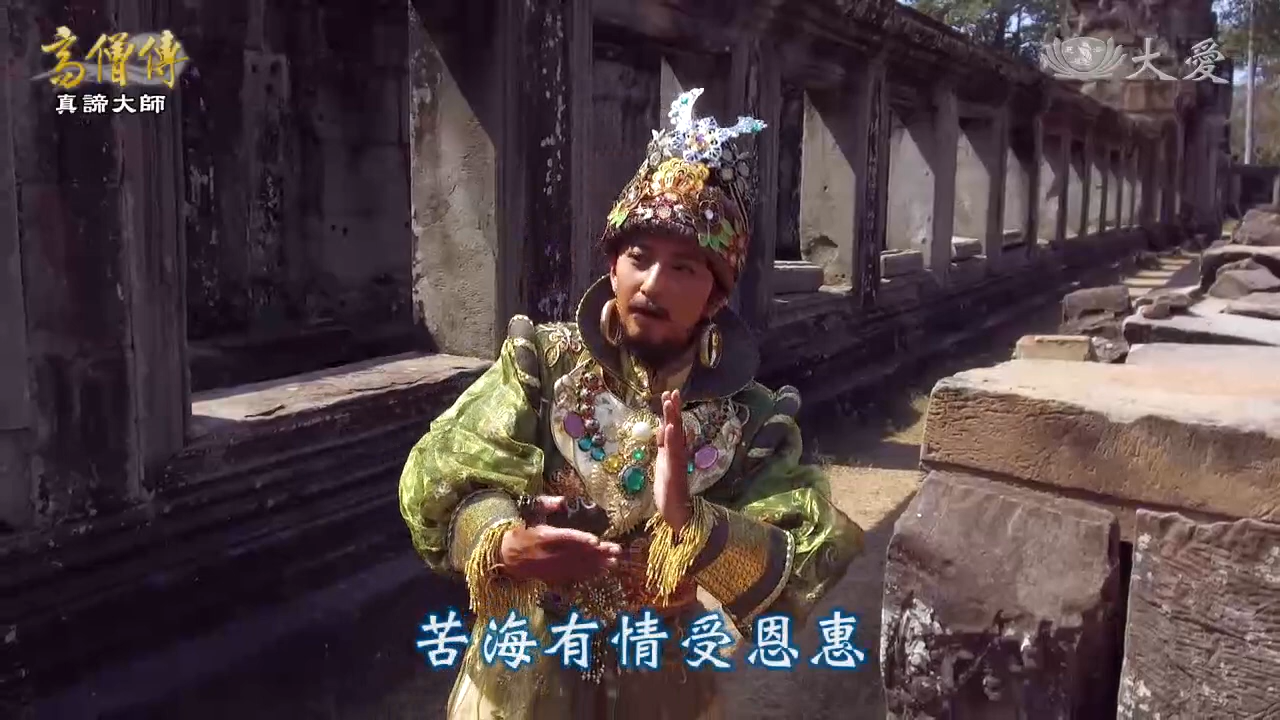 高僧傳
真諦大師
大愛
苦海有情受恩惠